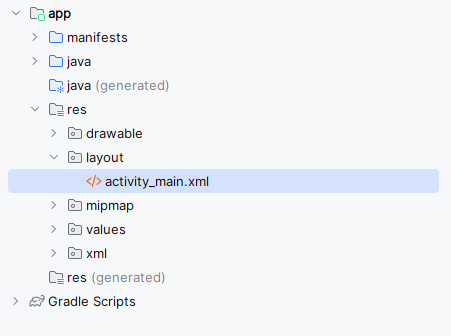 app
manifests
java
java (generated)
res
drawable
layout
activity_main.xml
mipmap
values
xml
res (generated)
Gradle Scripts